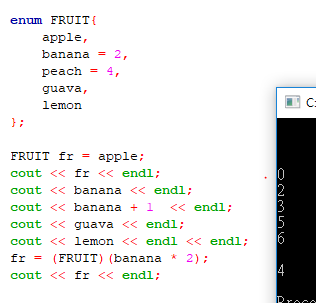 enum FRUIT{
    apple,
    banana = 2,
    peach = 4,
    guava,
    lemon
};
FRUIT fr = apple;
cout << fr << endl;
cout << banana << endl;
cout << banana + 1  << endl;
cout << guava << endl;
cout << lemon << endl << endl;
fr = (FRUIT)(banana * 2);
cout << fr << endl;
C:
0
2
3
5
6
4